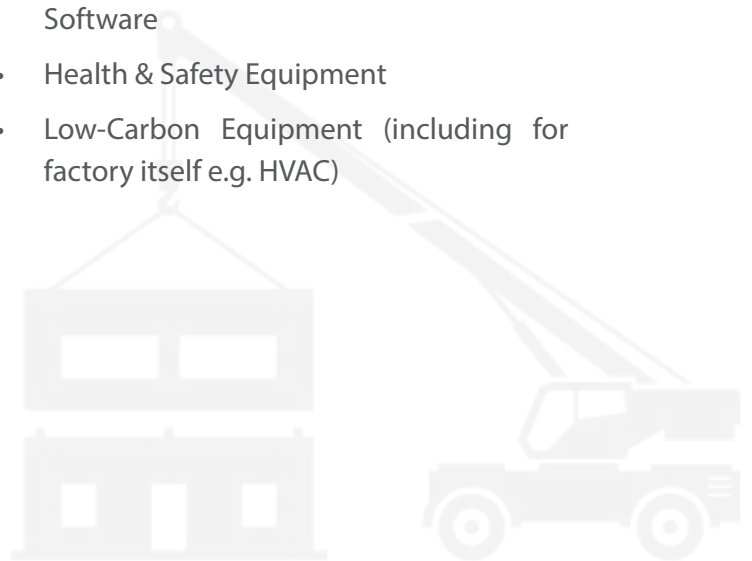 Software
• Health & Safety Equipment
• Low-Carbon Equipment (including for
factory itself e.g. HVAC)